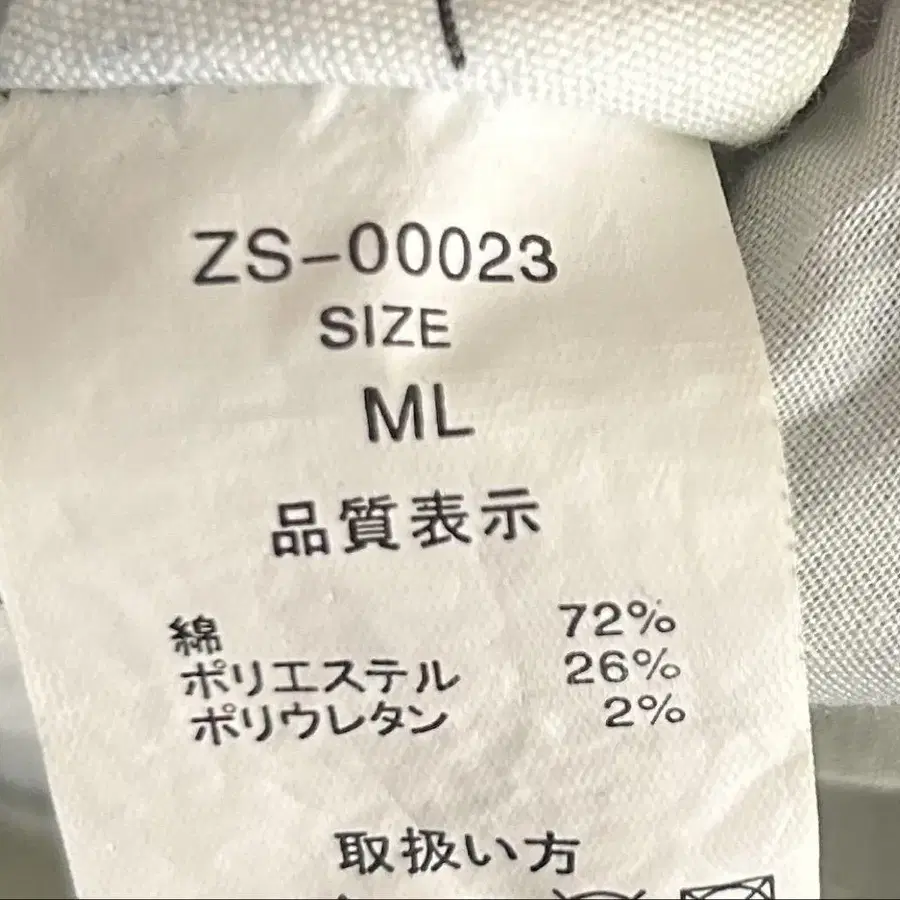 ZS-00023
SIZE
ML
品質表示
綿 72%
ポリエステル 26%
ポリウレタン 2%
取扱い方